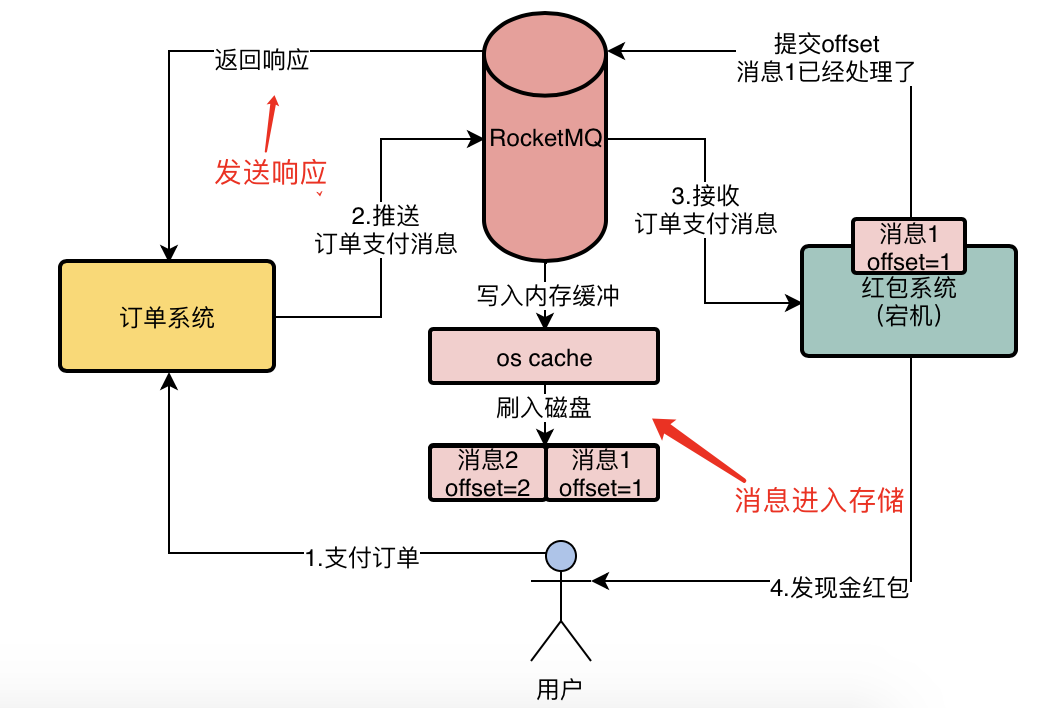 提交offset
消息1已经处理了
返回响应
RocketMQ
发送响应
2.推送
订单支付消息
3.接收
订单支付消息
消息1
offset=1
红包系统
（宕机）
订单系统
写入内存缓冲
os cache
刷入磁盘
消息2
offset=2
消息1
offset=1
消息进入存储
1.支付订单
4.发现金红包
用户